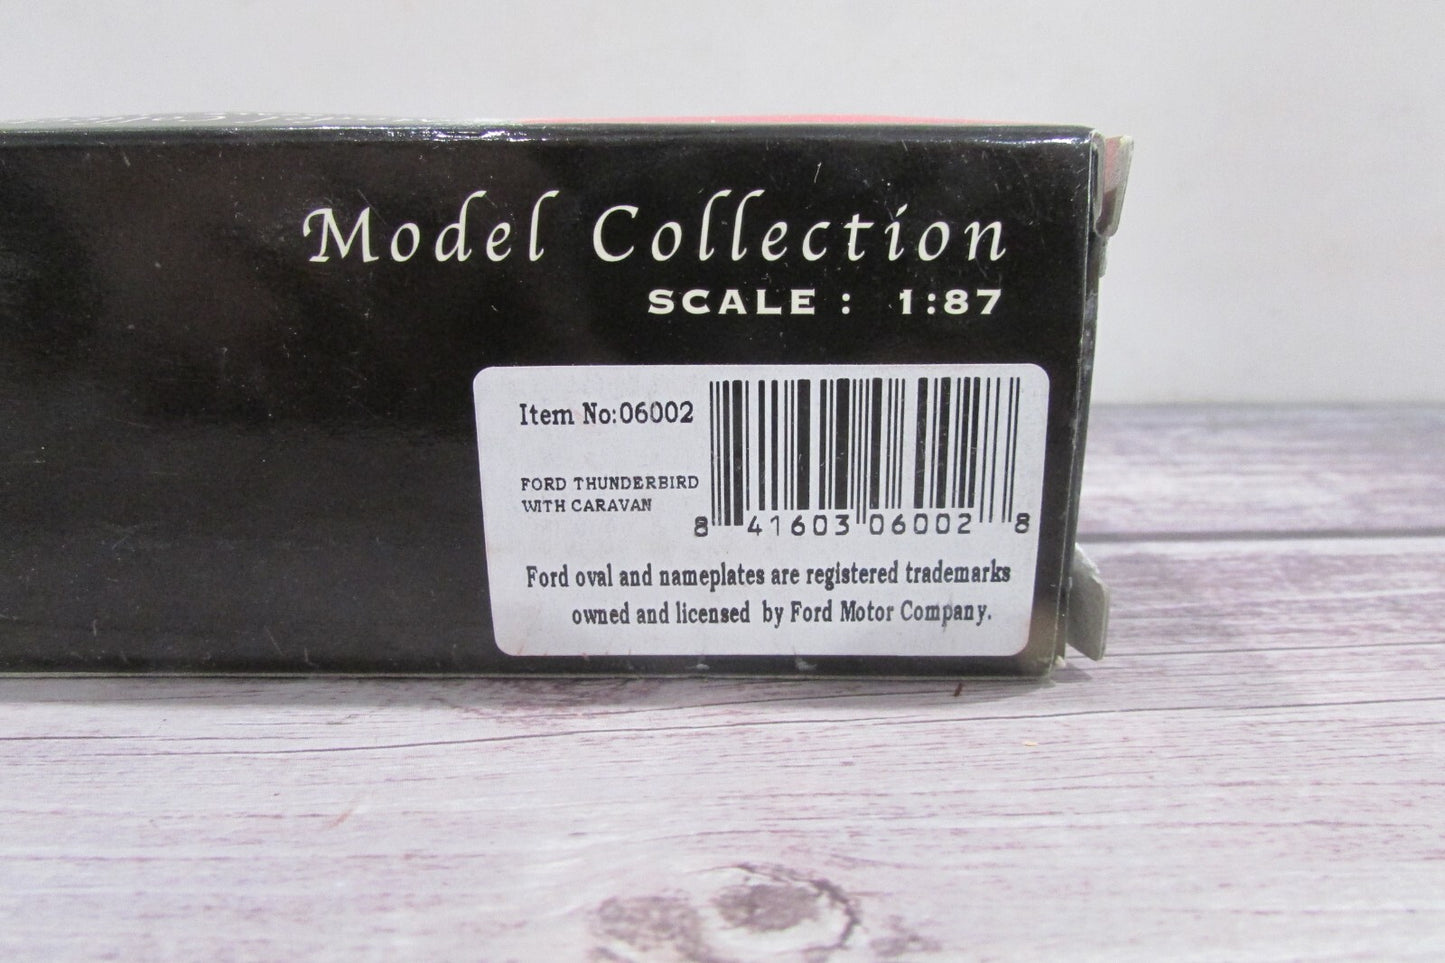 Model Collection
SCALE : 1:87
Item No:06002
FORD THUNDERBIRD
WITH CARAVAN
8 41603 06002 8
Ford oval and nameplates are registered trademarks
owned and licensed by Ford Motor Company.